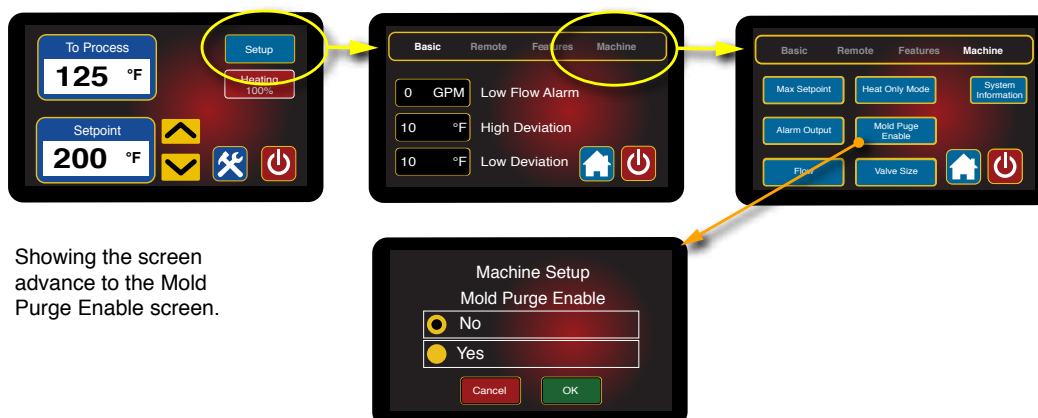 To Process
125 °F
Setup
Heating
100%
Setpoint
200 °F
Basic Remote Features Machine
0 GPM Low Flow Alarm
10 °F High Deviation
10 °F Low Deviation
Basic Remote Features Machine
Max Setpoint Heat Only Mode System
Information
Alarm Output Mold Puge
Enable
Flow Valve Size
Showing the screen
advance to the Mold
Purge Enable screen.
Machine Setup
Mold Purge Enable
No
Yes
Cancel OK